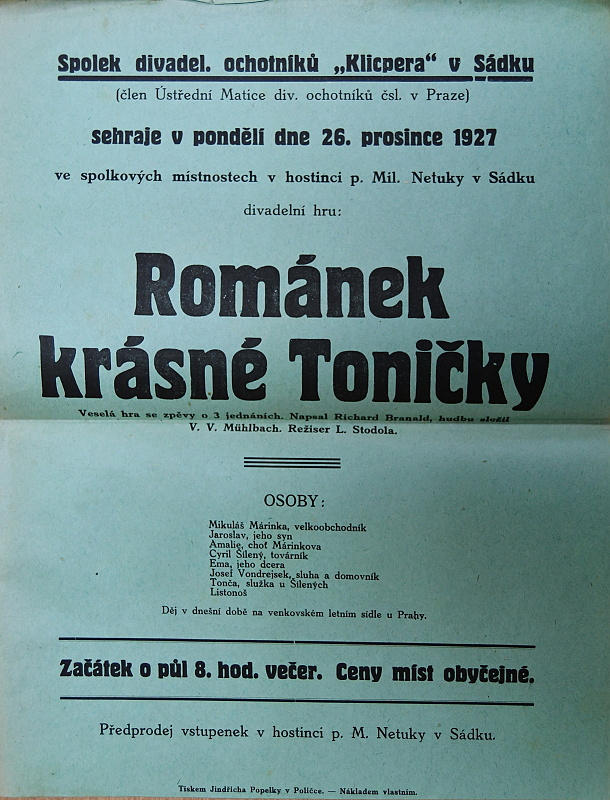 Spolek divadel. ochotníků „Klicpera“ v Sádku
(člen Ústřední Matice div. ochotníků čsl. v Praze)
sehraje v pondělí dne 26. prosince 1927
ve spolkových místnostech v hostinci p. Mil. Netuky v Sádku
divadelní hru:
Románek
krásné Toničky
Veselá hra se zpěvy o 3 jednáních. Napsal Richard Branald, hudbu složil
V. V. Mühlbach. Režiser L. Stodola.
OSOBY:
Mikuláš Márinka, velkoobchodník
Jaroslav, jeho syn
Amalie, choť Márinkova
Cyril Šílený, továrník
Ema, jeho dcera
Josef Vondrejsek, sluha a domovník
Tonča, služka u Šílených
Listonoš
Děj v dnešní době na venkovském letním sídle u Prahy.
Začátek o půl 8. hod. večer. Ceny míst obyčejné.
Předprodej vstupenek v hostinci p. M. Netuky v Sádku.
Tiskem Jindřicha Popelky v Poličce. — Nákladem vlastním.